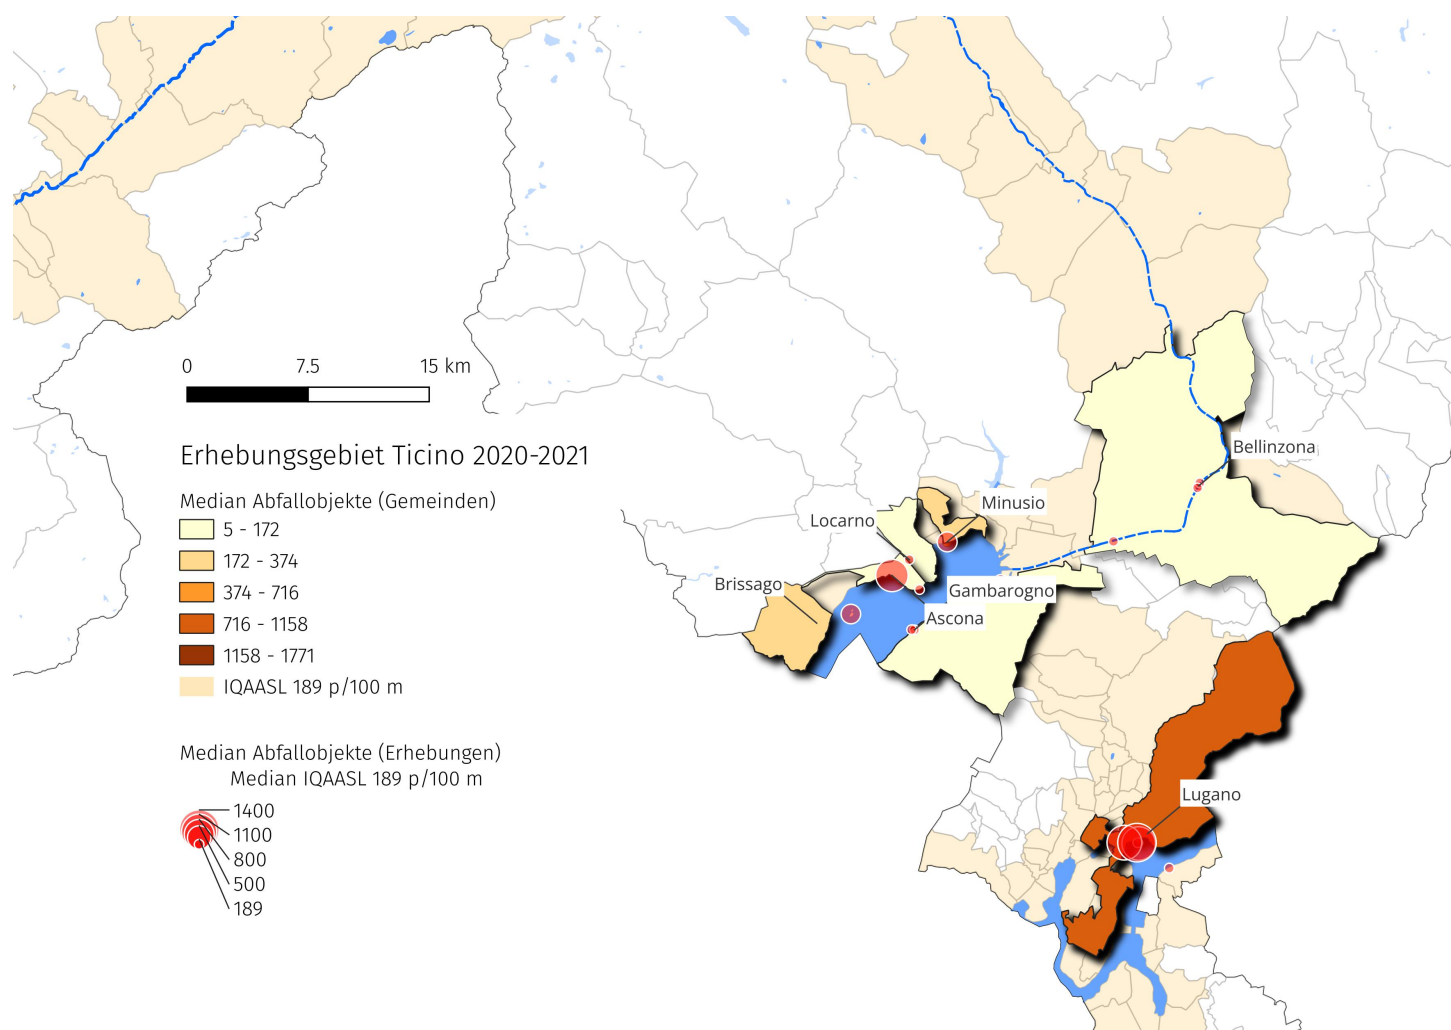 0 7.5 15 km
Erhebungsgebiet Ticino 2020-2021
Median Abfallobjekte (Gemeinden)
5 - 172
172 - 374
374 - 716
716 - 1158
1158 - 1771
IQAASL 189 p/100 m
Median Abfallobjekte (Erhebungen)
Median IQAASL 189 p/100 m
1400
1100
800
500
189
Bellinzona
Minusio
Locarno
Brissago
Gambarogno
Ascona
Lugano